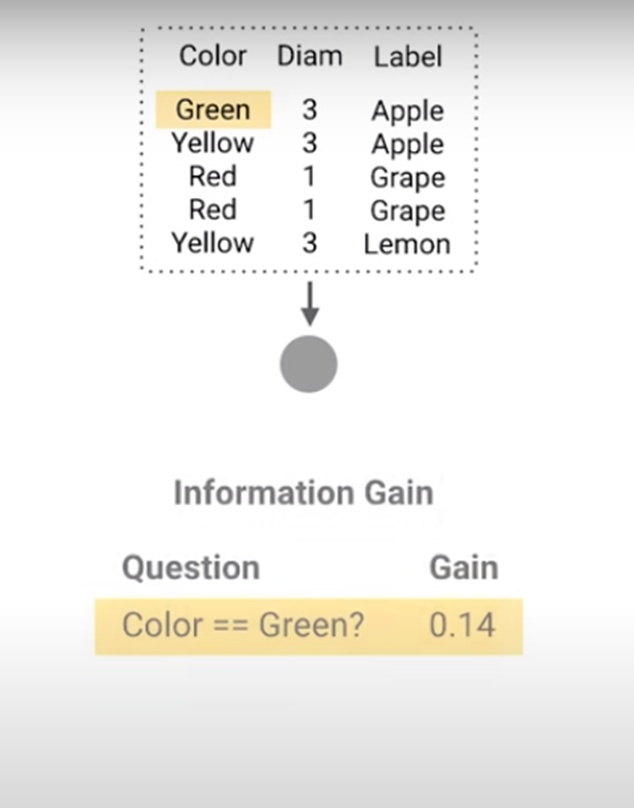 Color Diam Label
Green 3 Apple
Yellow 3 Apple
Red 1 Grape
Red 1 Grape
Yellow 3 Lemon
Information Gain
Question Gain
Color == Green? 0.14